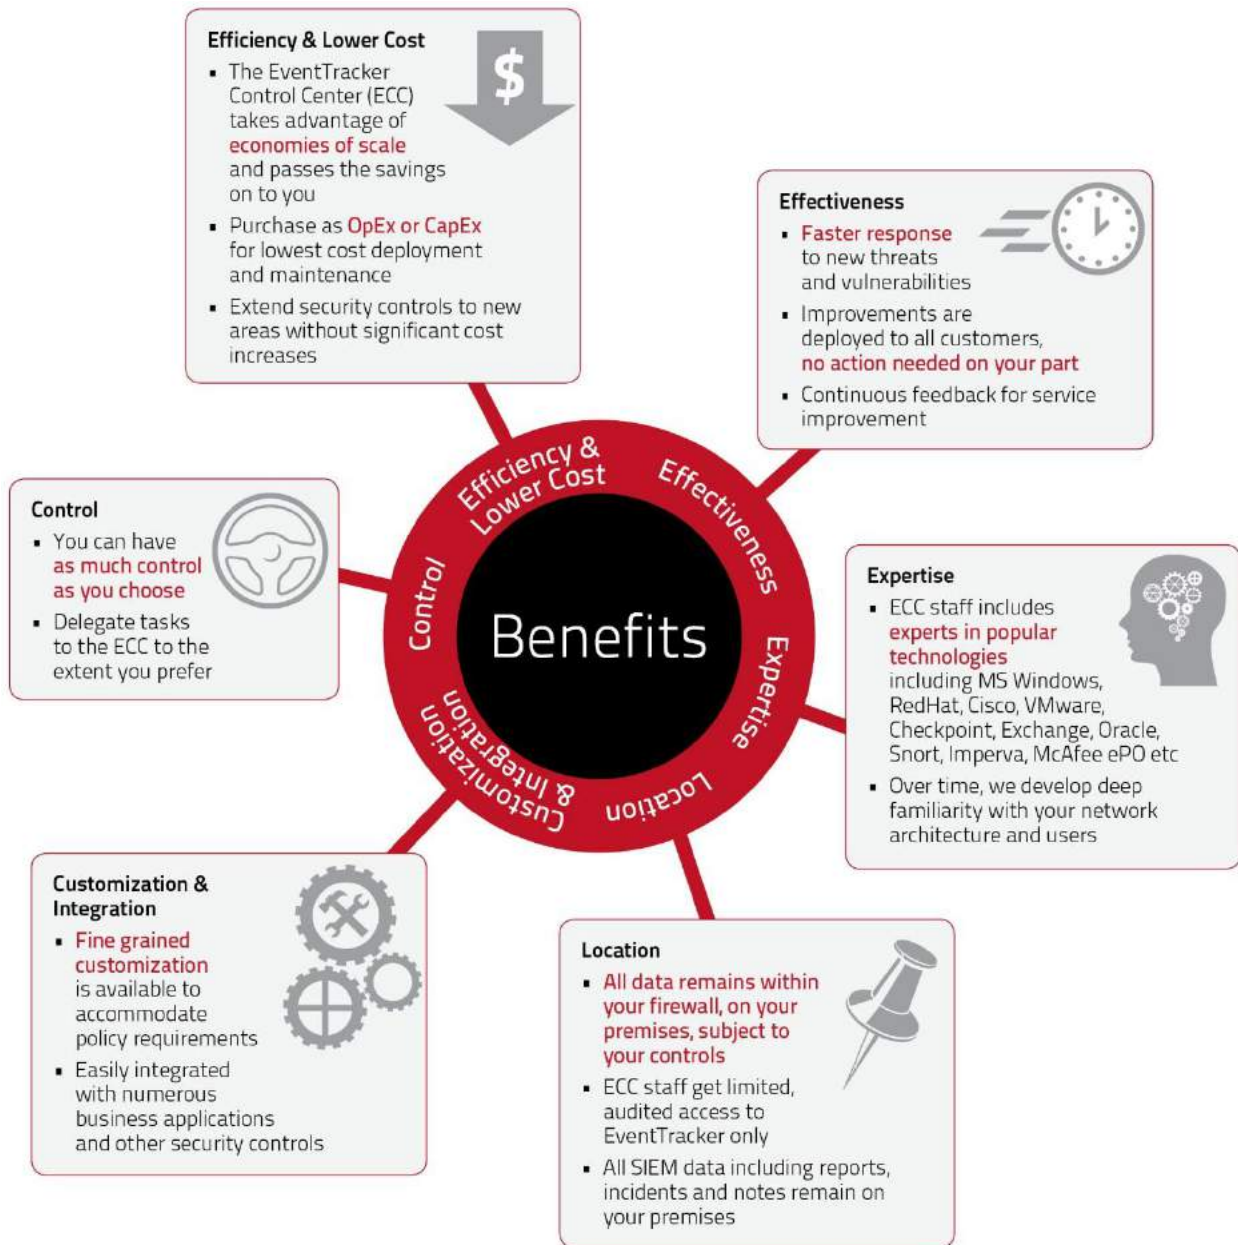 Efficiency & Lower Cost
▪ The EventTracker
Control Center (ECC)
takes advantage of
economies of scale
and passes the savings
on to you
▪ Purchase as OpEx or CapEx
for lowest cost deployment
and maintenance
▪ Extend security controls to new
areas without significant cost
increases
$
Effectiveness
▪ Faster response
to new threats
and vulnerabilities
▪ Improvements are
deployed to all customers,
no action needed on your part
▪ Continuous feedback for service
improvement
Control
▪ You can have
as much control
as you choose
▪ Delegate tasks
to the ECC to the
extent you prefer
Efficiency &
Lower Cost
Effectiveness
Expertise
Location
Customization
& Integration
Control
Benefits
Expertise
▪ ECC staff includes
experts in popular
technologies
including MS Windows,
RedHat, Cisco, VMware,
Checkpoint, Exchange, Oracle,
Snort, Imperva, McAfee ePO etc
▪ Over time, we develop deep
familiarity with your network
architecture and users
Customization &
Integration
▪ Fine grained
customization
is available to
accommodate
policy requirements
▪ Easily integrated
with numerous
business applications
and other security controls
Location
▪ All data remains within
your firewall, on your
premises, subject to
your controls
▪ ECC staff get limited,
audited access to
EventTracker only
▪ All SIEM data including reports,
incidents and notes remain on
your premises